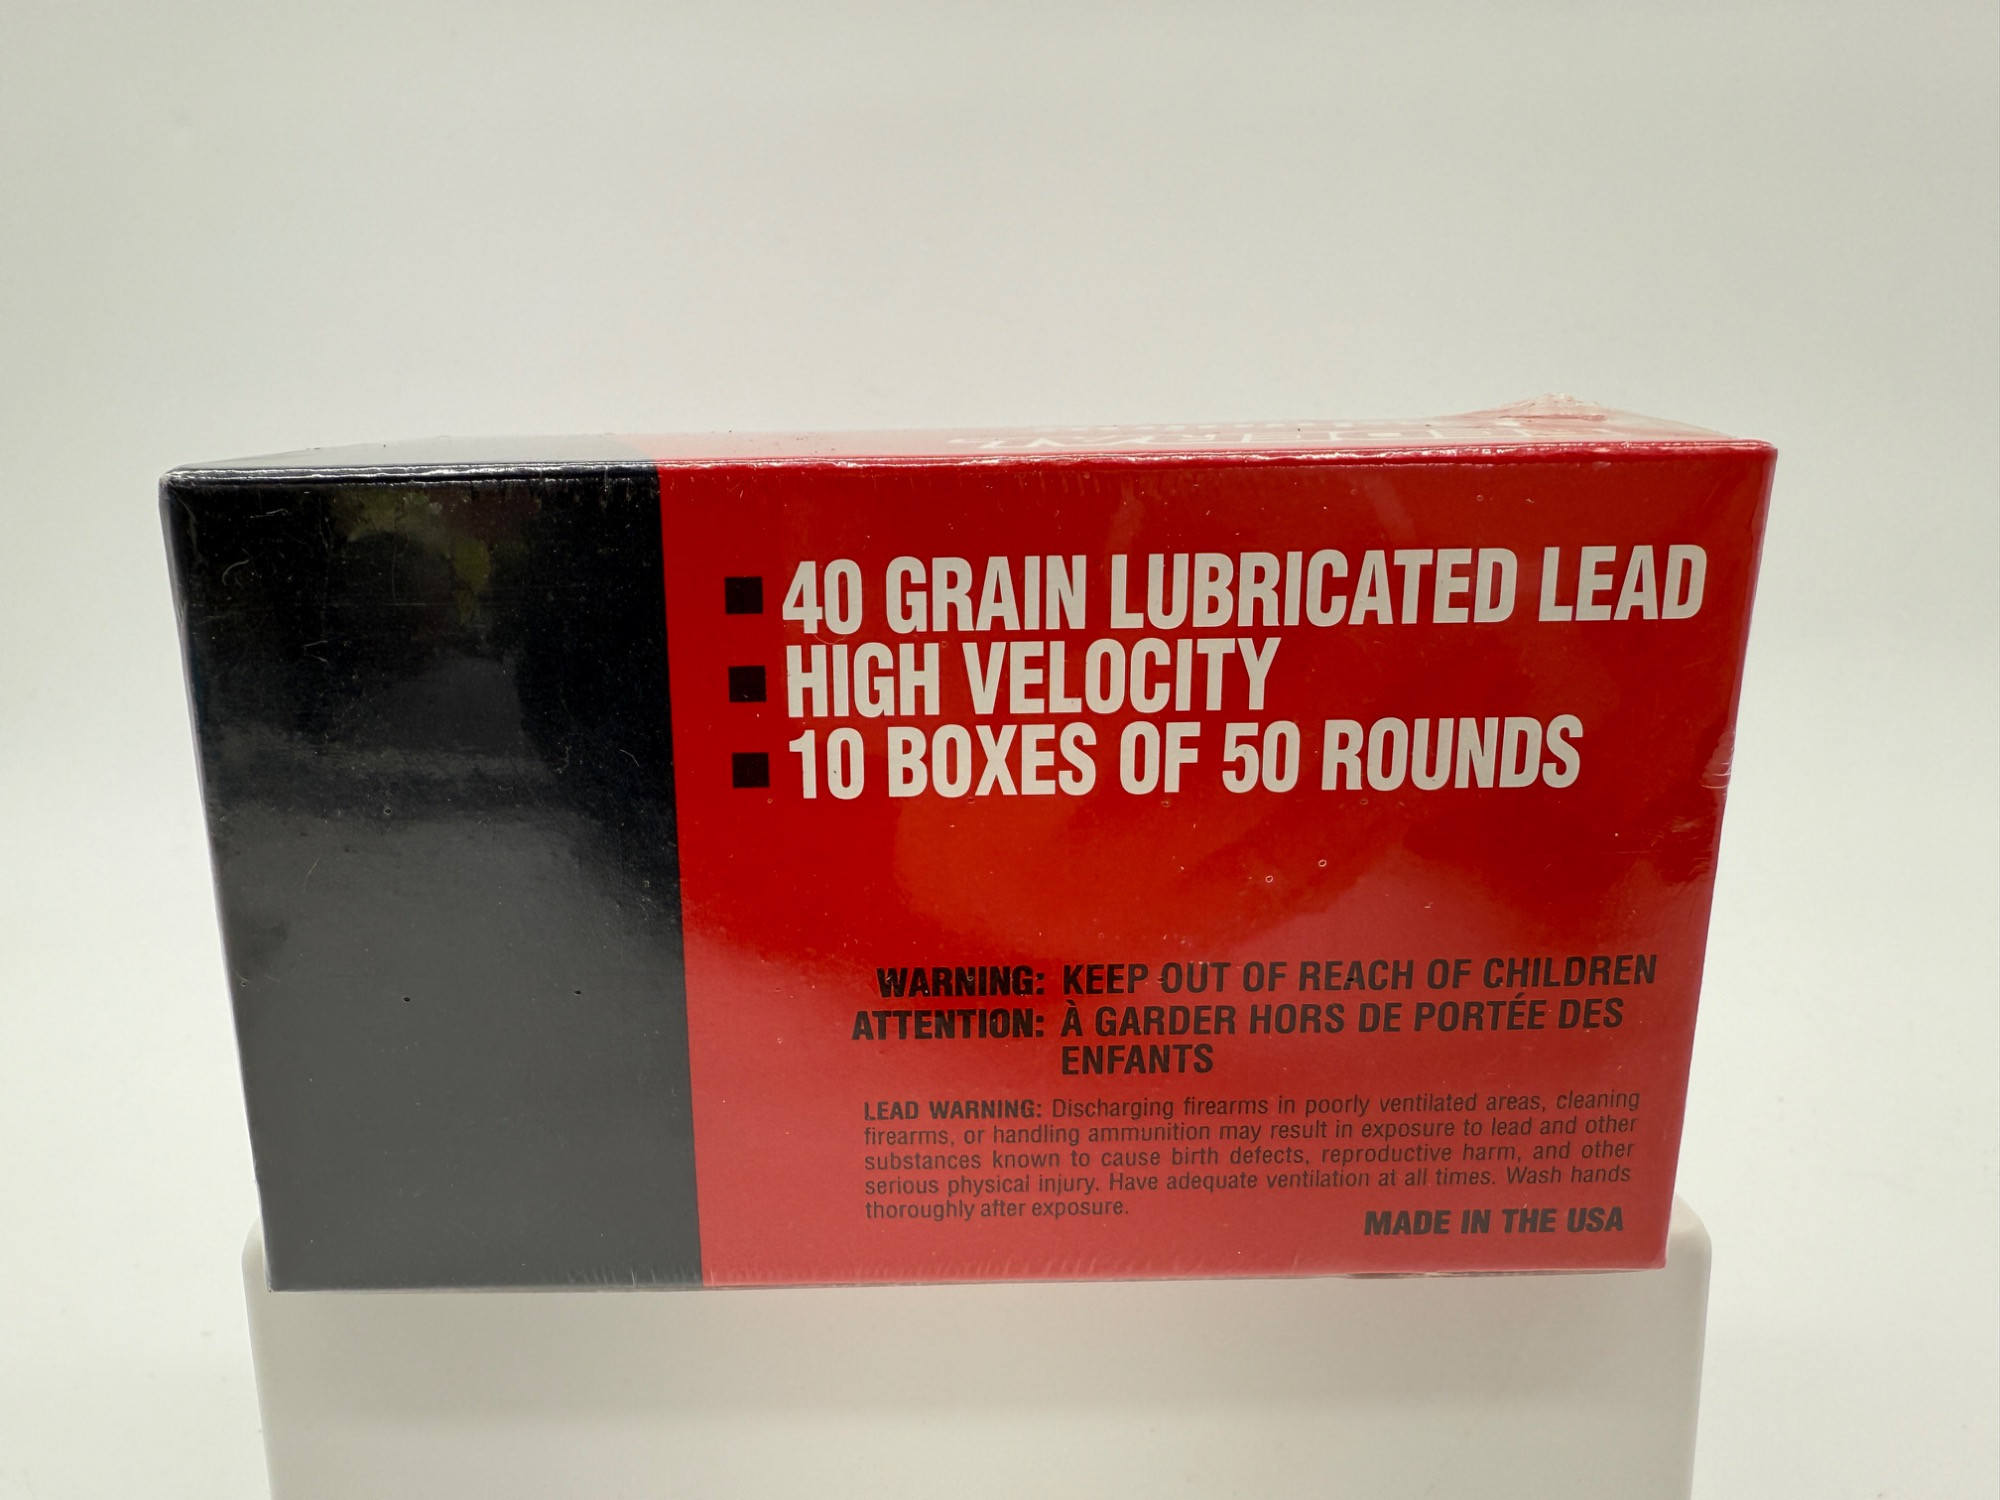 40 GRAIN LUBRICATED LEAD
HIGH VELOCITY
10 BOXES OF 50 ROUNDS
WARNING: KEEP OUT OF REACH OF CHILDREN
ATTENTION: À GARDER HORS DE PORTÉE DES
ENFANTS
LEAD WARNING: Discharging firearms in poorly ventilated areas, cleaning
firearms, or handling ammunition may result in exposure to lead and other
substances known to cause birth defects, reproductive harm, and other
serious physical injury. Have adequate ventilation at all times. Wash hands
thoroughly after exposure.
MADE IN THE USA